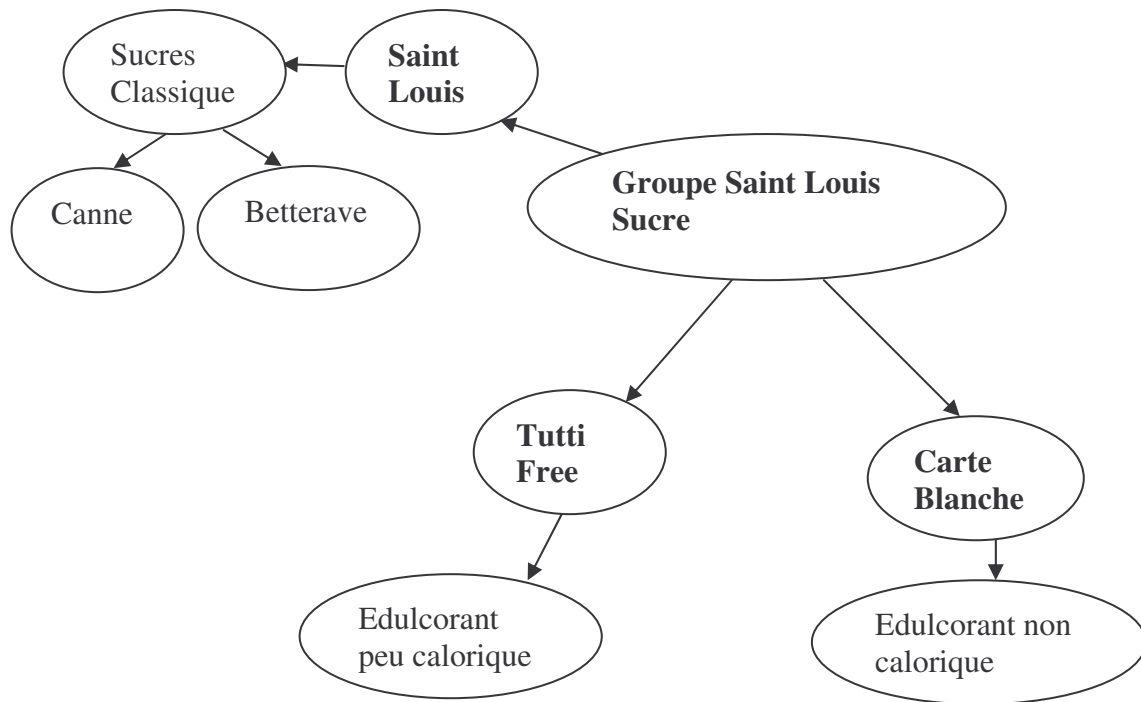 Sucres
Classique
Saint
Louis
Groupe Saint Louis
Sucre
Canne
Betterave
Tutti
Free
Carte
Blanche
Edulcorant
peu calorique
Edulcorant non
calorique